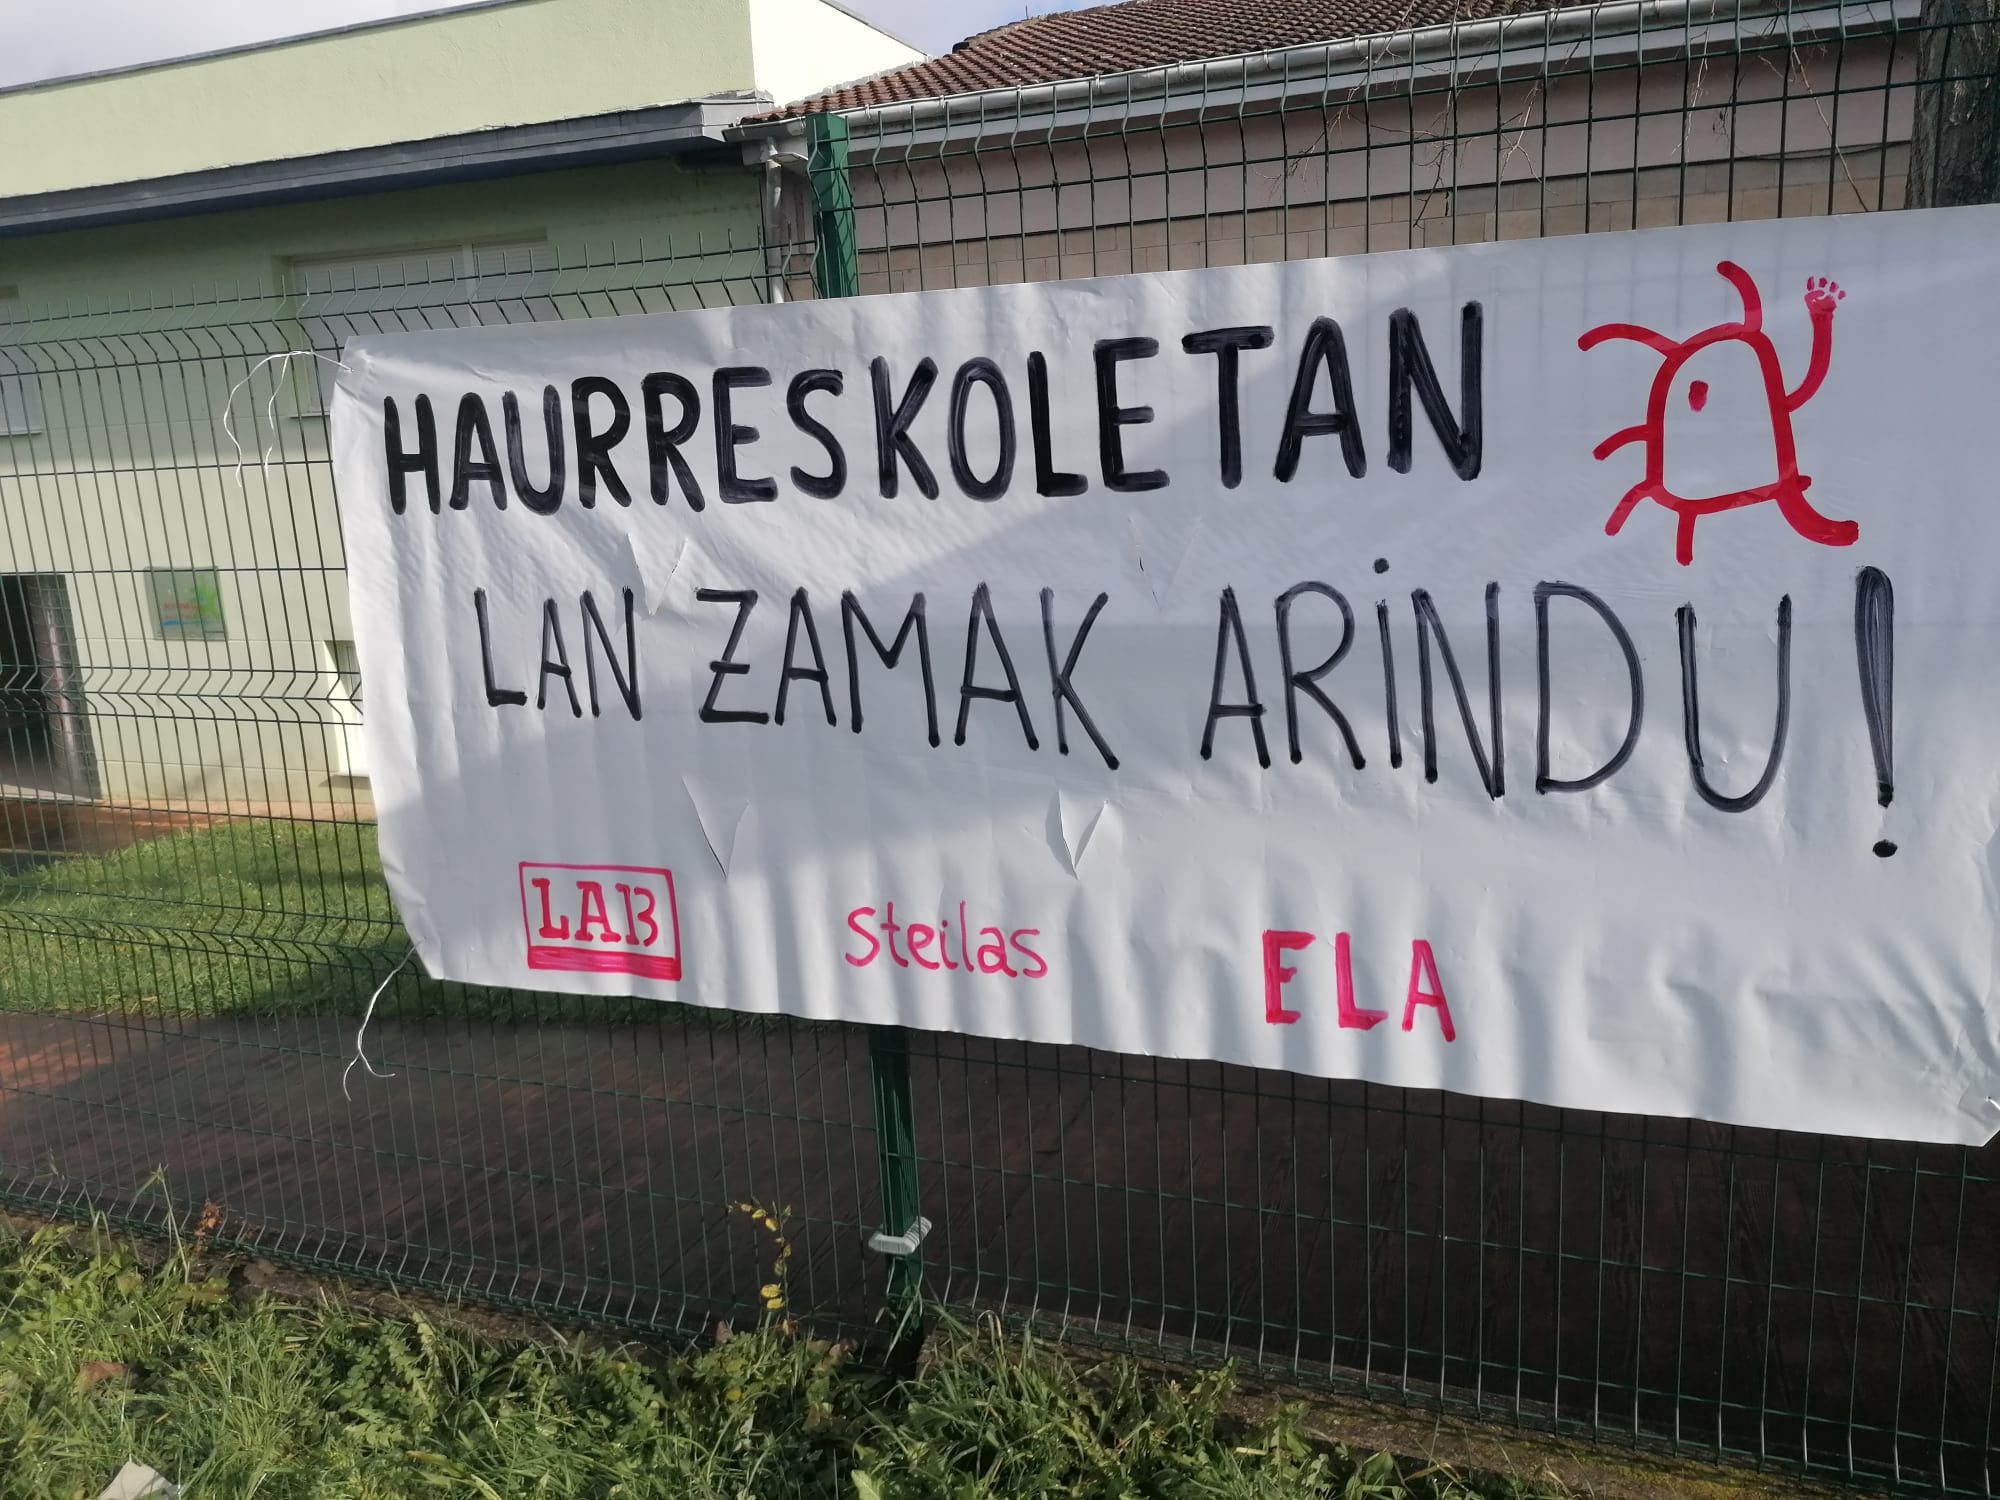 HAURRESKOLETAN
LAN ZAMAK ARiNDU!
LAB
steilas
ELA